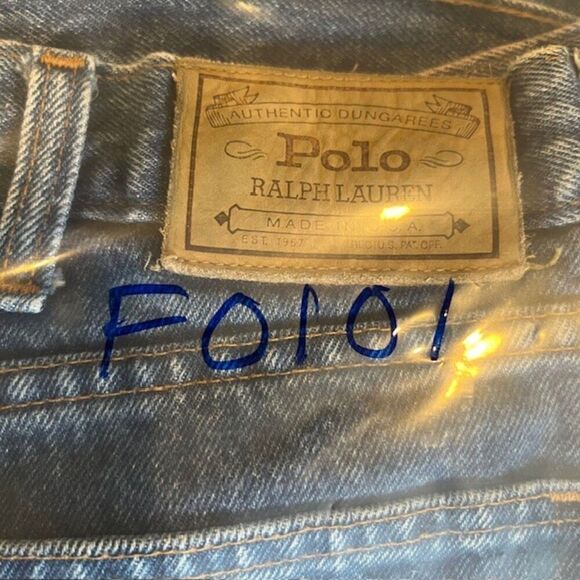 AUTHENTIC DUNGAREES
Polo
RALPH LAUREN
MADE IN U.S.A.
EST. 1967 REG. U.S. PAT. OFF.
F0101